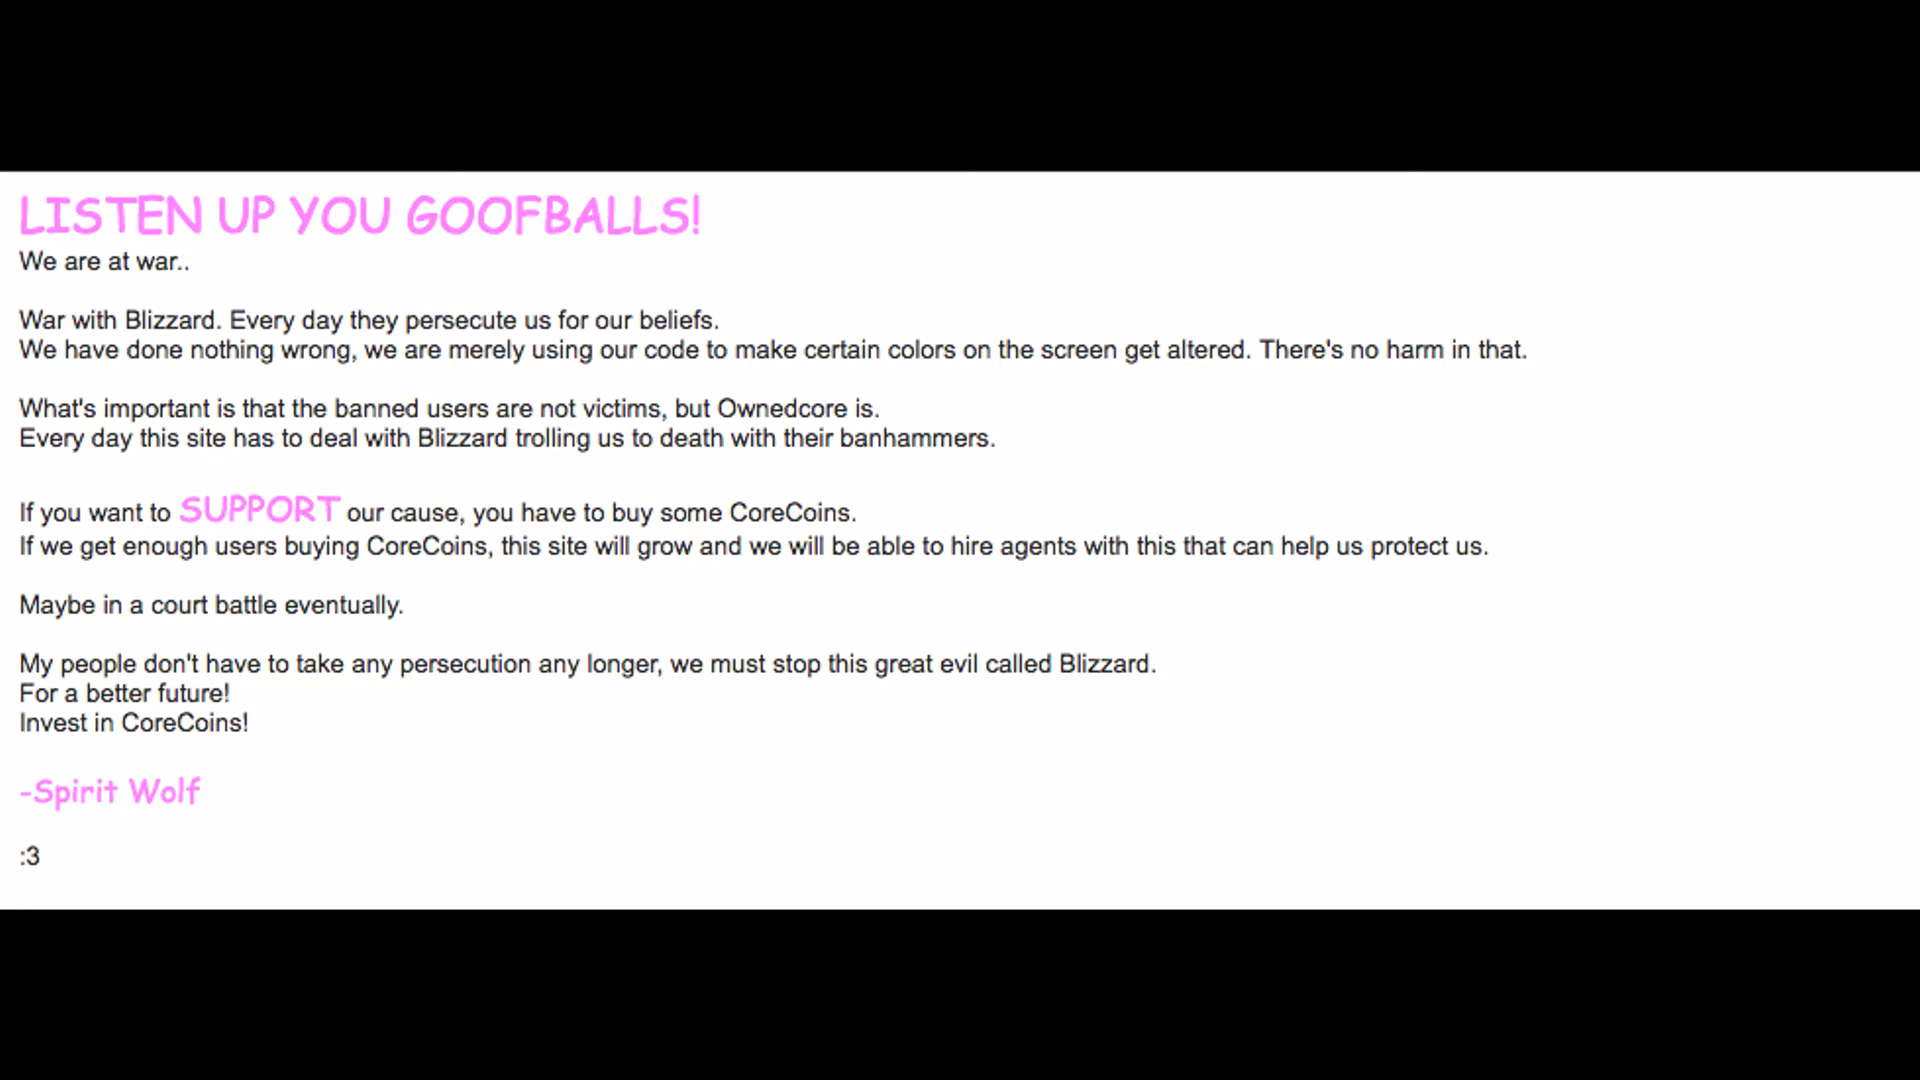 LISTEN UP YOU GOOFBALLS!
We are at war..
War with Blizzard. Every day they persecute us for our beliefs.
We have done nothing wrong, we are merely using our code to make certain colors on the screen get altered. There's no harm in that.
What's important is that the banned users are not victims, but Ownedcore is.
Every day this site has to deal with Blizzard trolling us to death with their banhammers.
If you want to SUPPORT our cause, you have to buy some CoreCoins.
If we get enough users buying CoreCoins, this site will grow and we will be able to hire agents with this that can help us protect us.
Maybe in a court battle eventually.
My people don't have to take any persecution any longer, we must stop this great evil called Blizzard.
For a better future!
Invest in CoreCoins!
-Spirit Wolf
:3